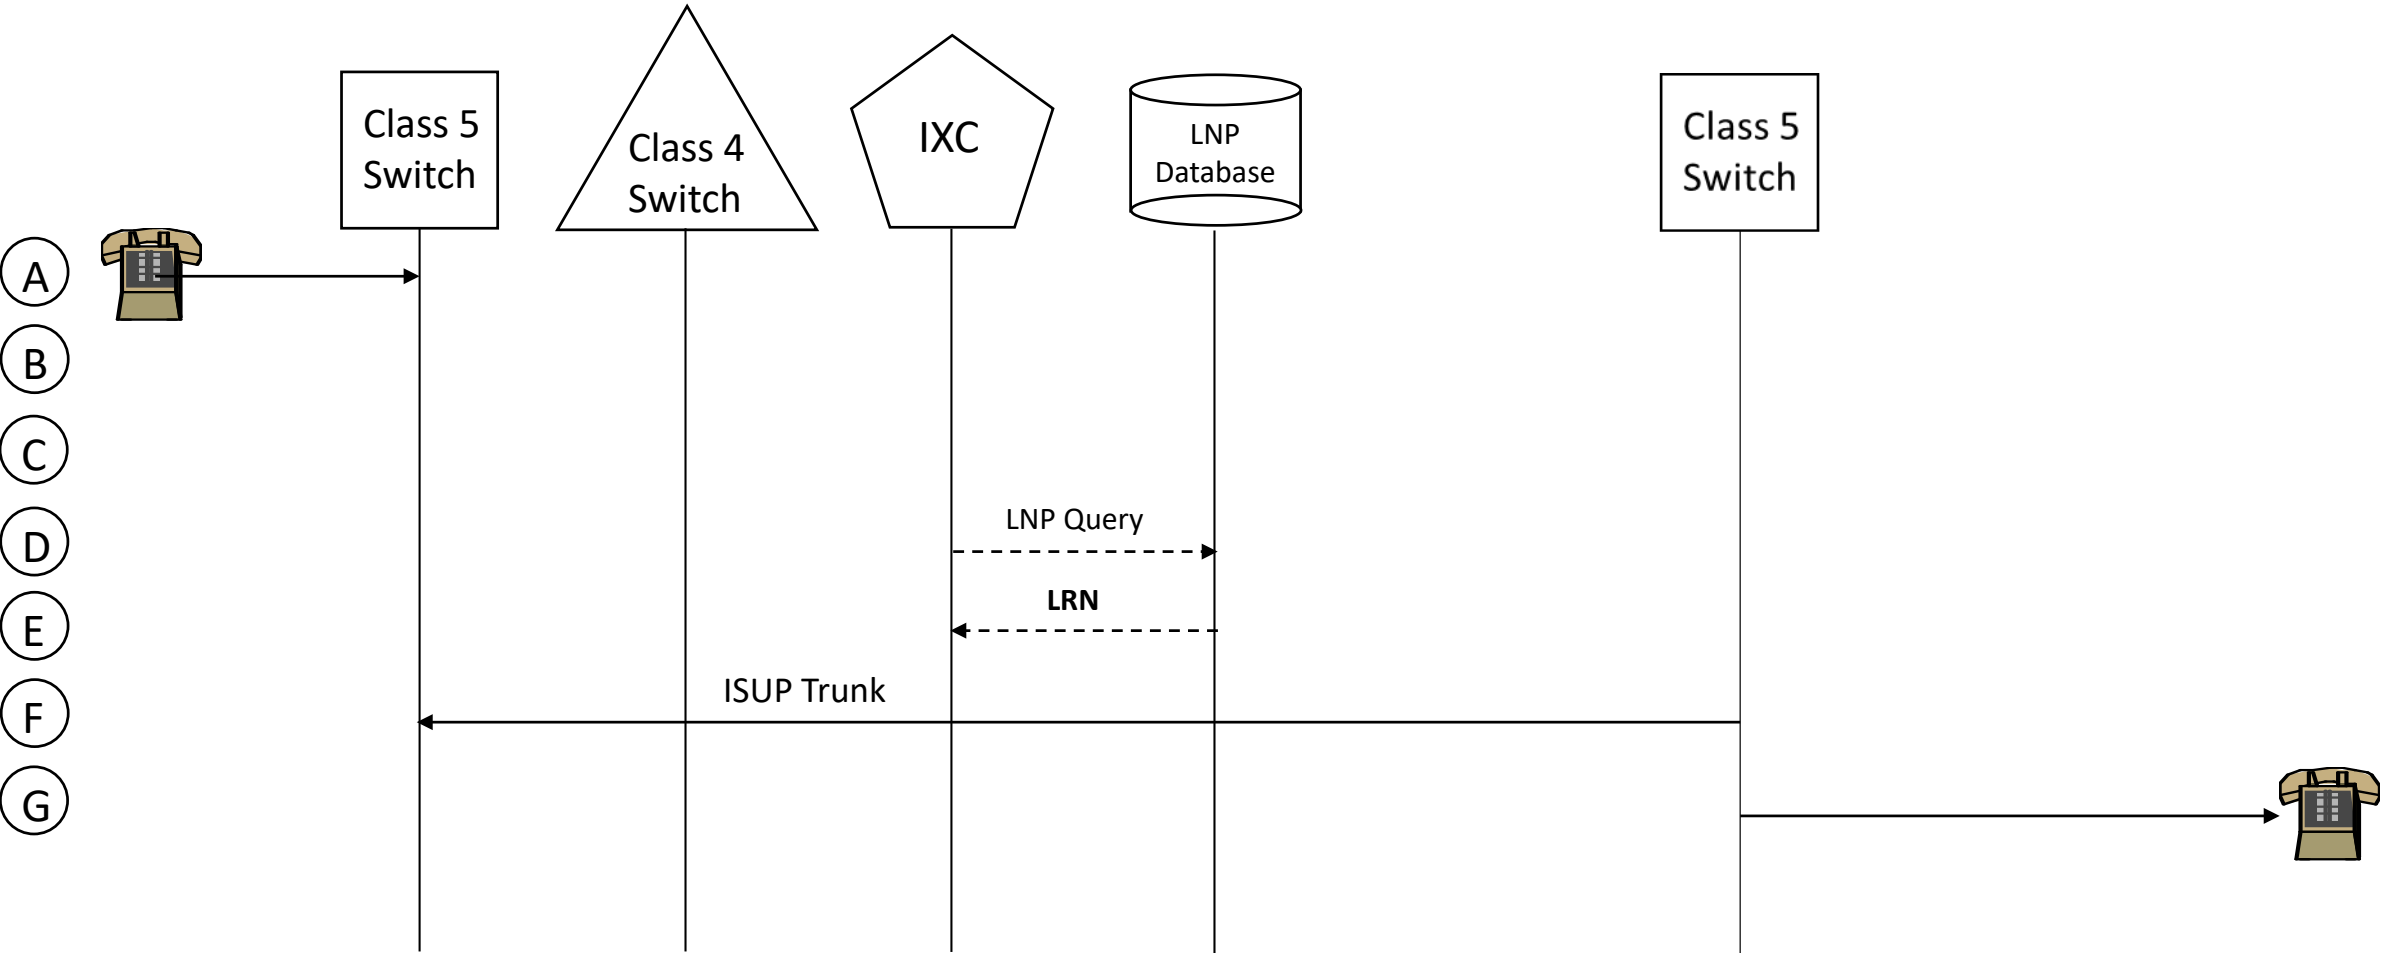 Class 5
Switch
Class 4
Switch
IXC
LNP
Database
Class 5
Switch
A
B
C
D
LNP Query
E
LRN
F
ISUP Trunk
G